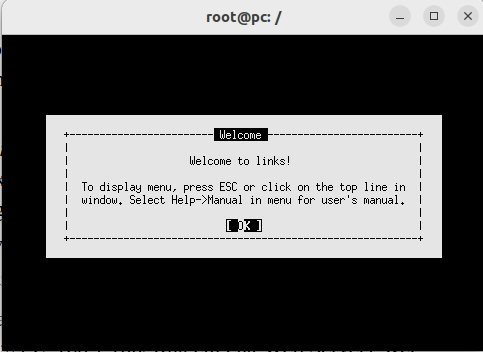 root@pc: /
Welcome
Welcome to links!
To display menu, press ESC or click on the top line in
window. Select Help->Manual in menu for user's manual.
[ OK ]